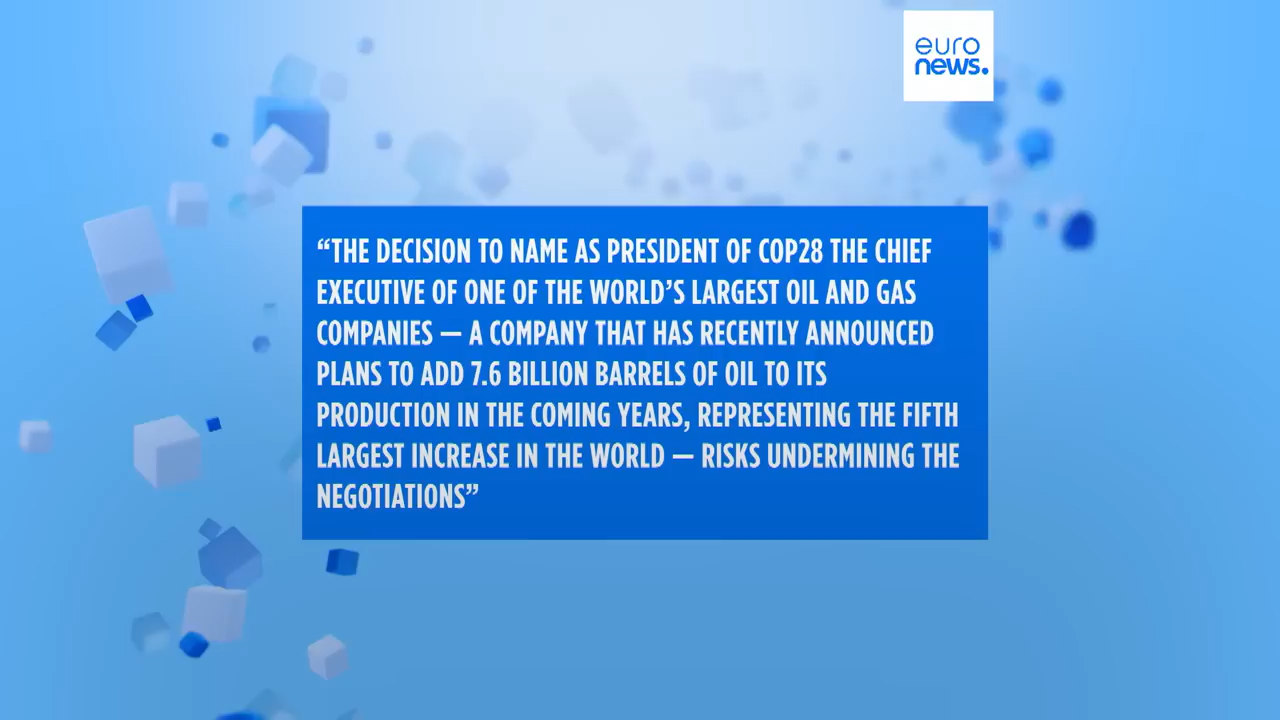 euro
news.
“THE DECISION TO NAME AS PRESIDENT OF COP28 THE CHIEF
EXECUTIVE OF ONE OF THE WORLD’S LARGEST OIL AND GAS
COMPANIES — A COMPANY THAT HAS RECENTLY ANNOUNCED
PLANS TO ADD 7.6 BILLION BARRELS OF OIL TO ITS
PRODUCTION IN THE COMING YEARS, REPRESENTING THE FIFTH
LARGEST INCREASE IN THE WORLD — RISKS UNDERMINING THE
NEGOTIATIONS”